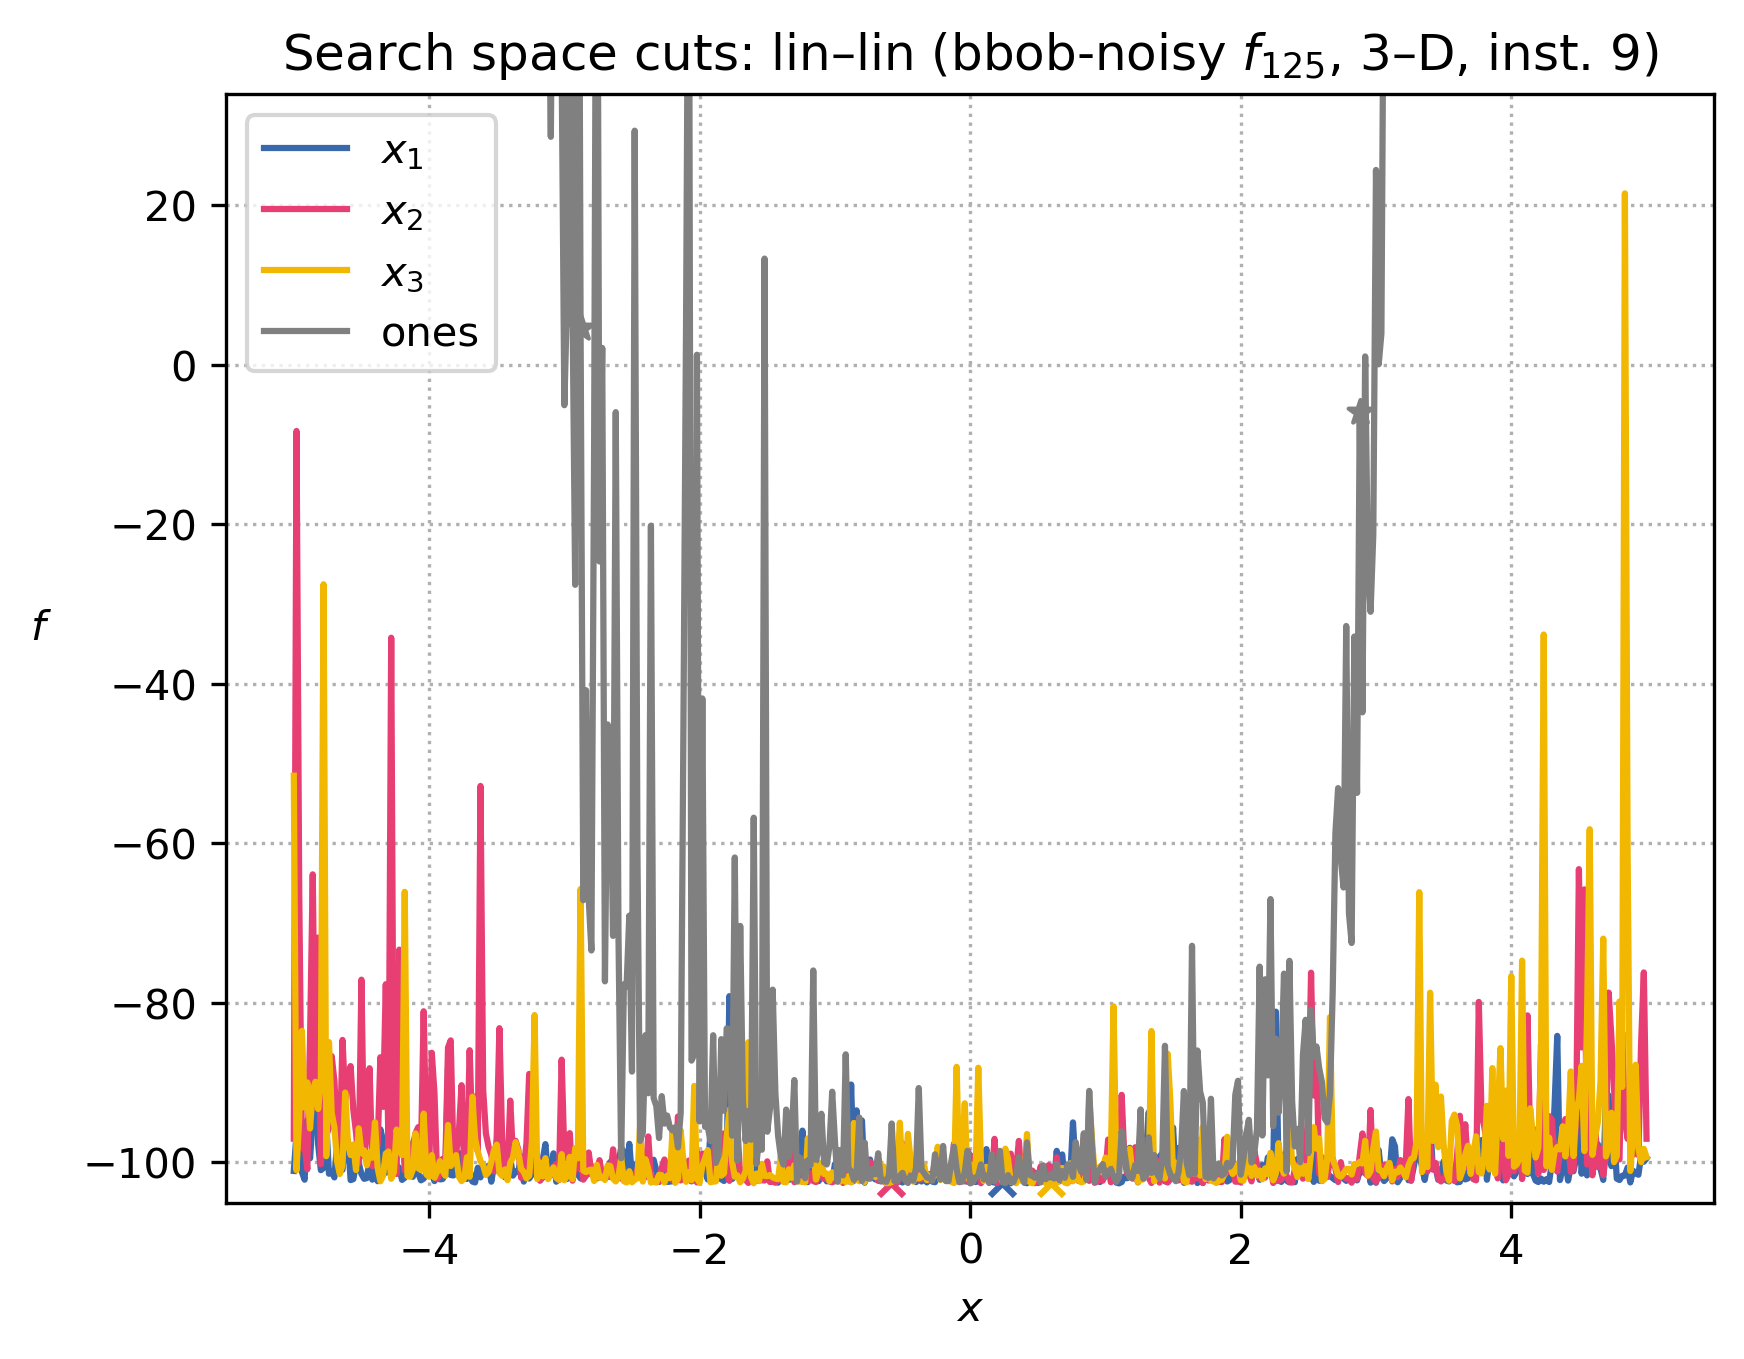 Search space cuts: lin–lin (bbob-noisy f₁₂₅, 3–D, inst. 9)
x₁
x₂
x₃
ones
20
0
−20
−40
−60
−80
−100
f
−4
−2
0
2
4
x